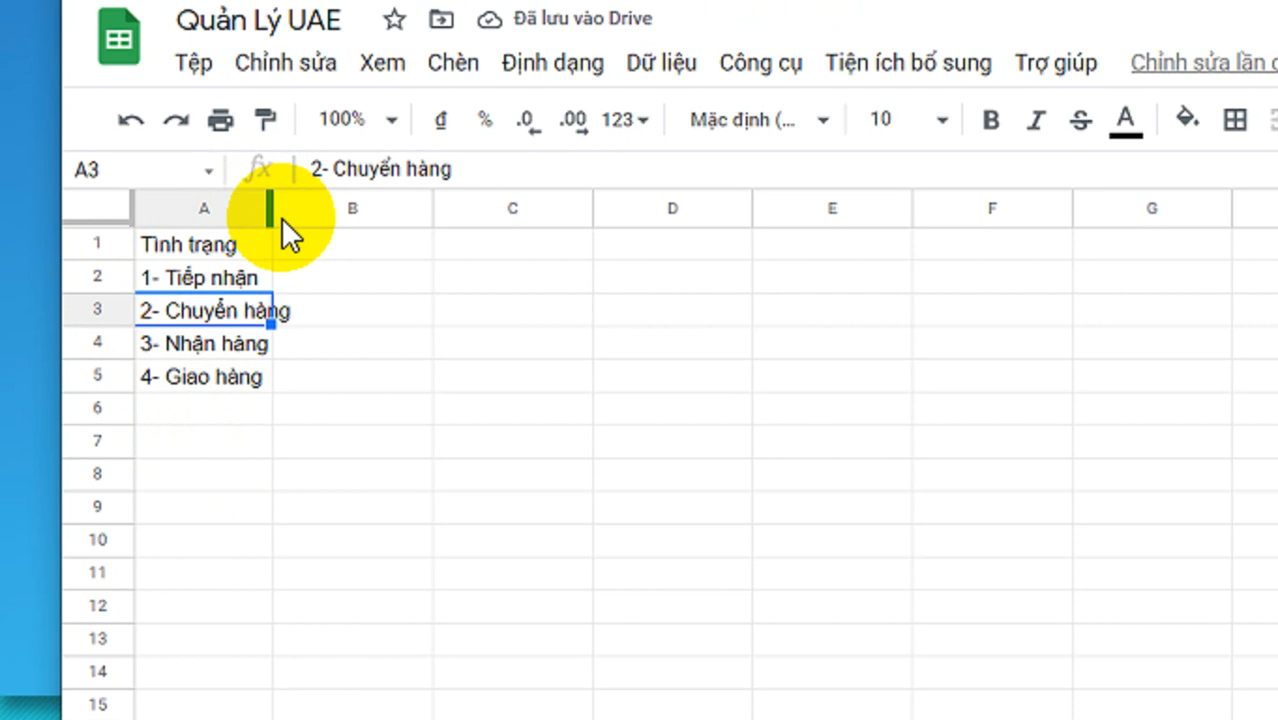 Quản Lý UAE Đã lưu vào Drive
Tệp Chỉnh sửa Xem Chèn Định dạng Dữ liệu Công cụ Tiện ích bổ sung Trợ giúp Chỉnh sửa lần
100% đ % .0 .00 123 Mặc định (... 10 B I S A
A3 fx 2- Chuyển hàng
A B C D E F G
1 Tình trạng
2 1- Tiếp nhận
3 2- Chuyển hàng
4 3- Nhận hàng
5 4- Giao hàng
6
7
8
9
10
11
12
13
14
15